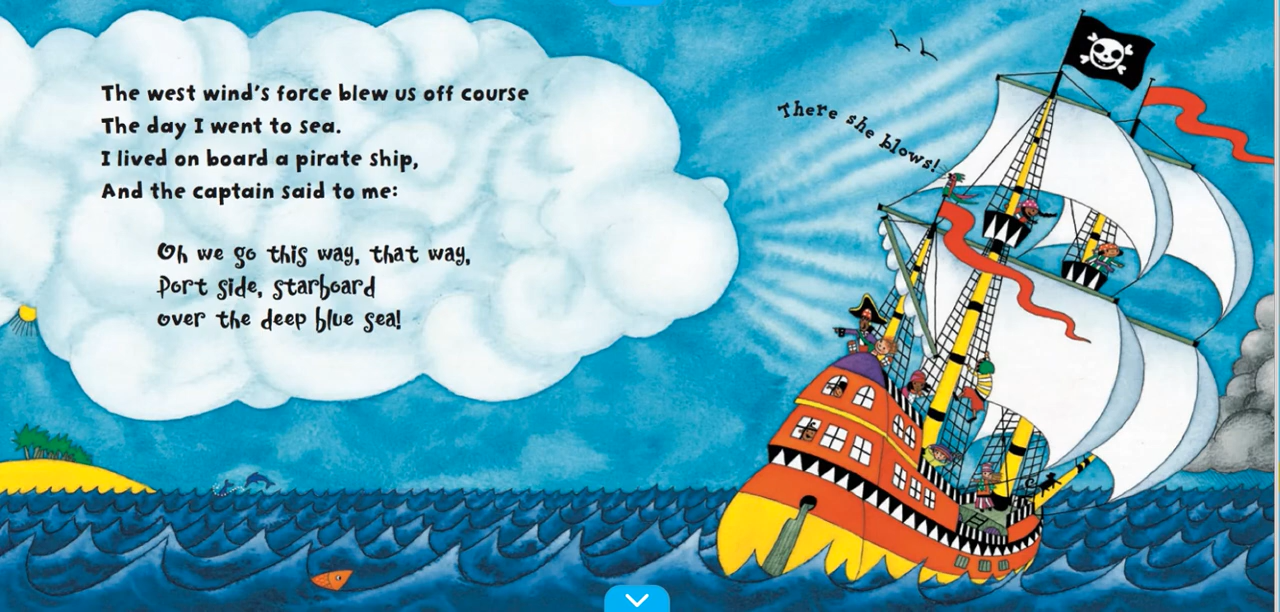 The west wind's force blew us off course
The day I went to sea.
I lived on board a pirate ship,
And the captain said to me:
Oh we go this way, that way,
Port side, starboard
over the deep blue sea!
There she blows!